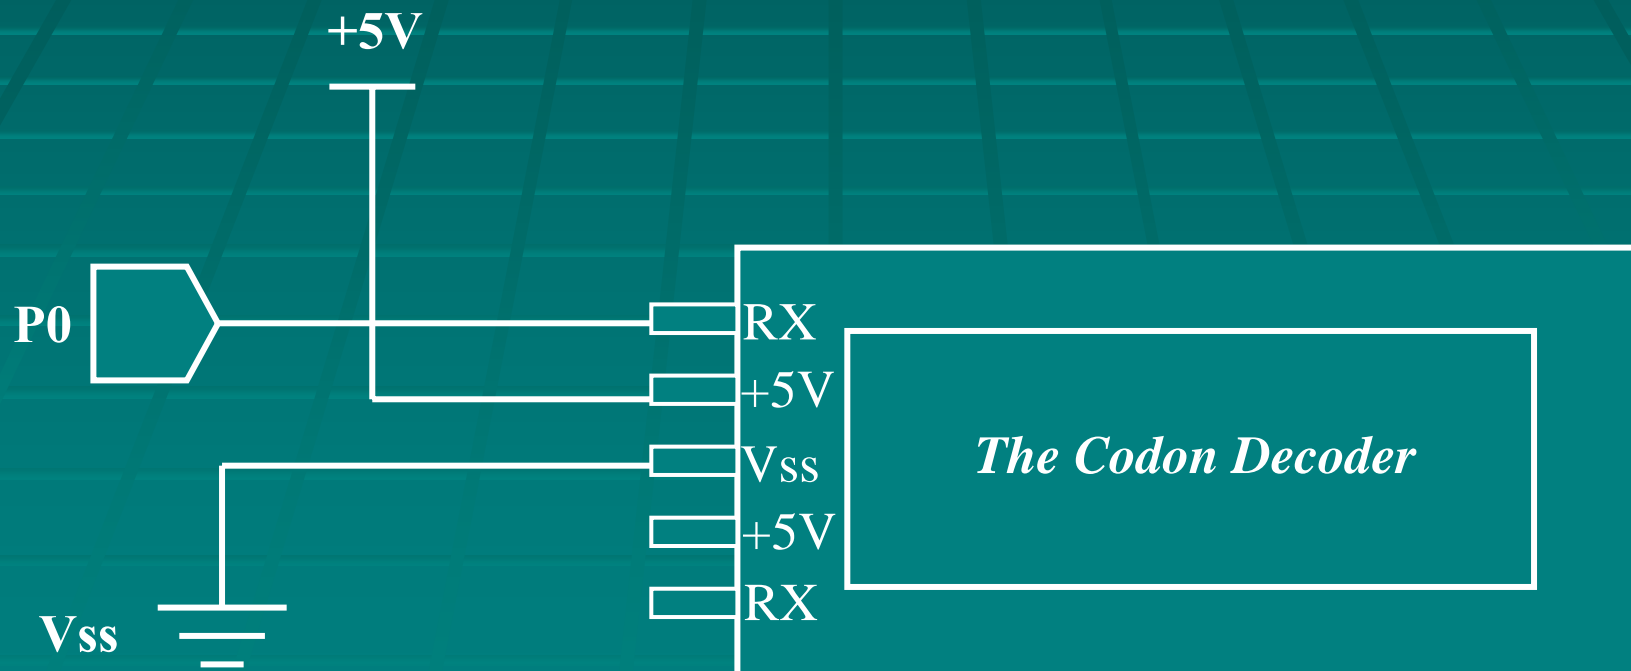 +5V
P0
RX
+5V
Vss
+5V
RX
The Codon Decoder
Vss